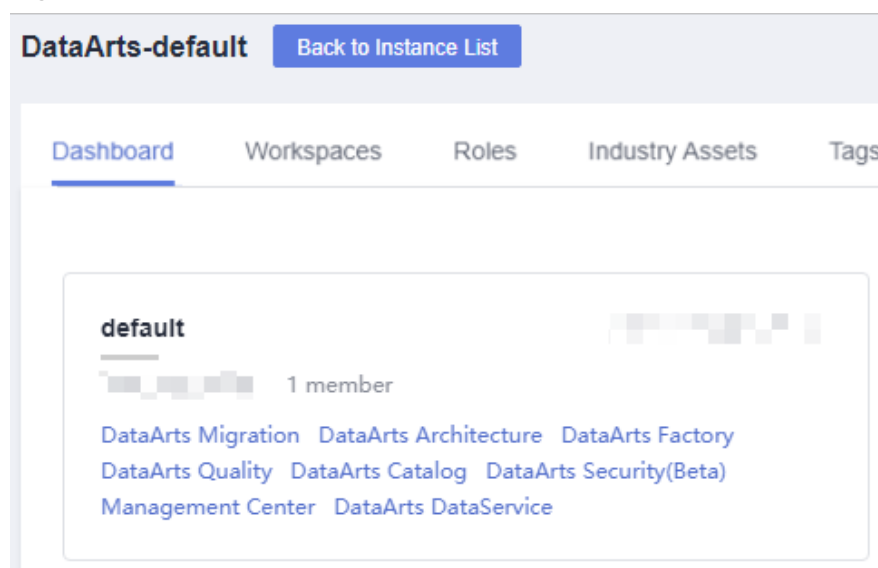 DataArts-default Back to Instance List
Dashboard Workspaces Roles Industry Assets Tags
default
1 member
DataArts Migration DataArts Architecture DataArts Factory
DataArts Quality DataArts Catalog DataArts Security(Beta)
Management Center DataArts DataService